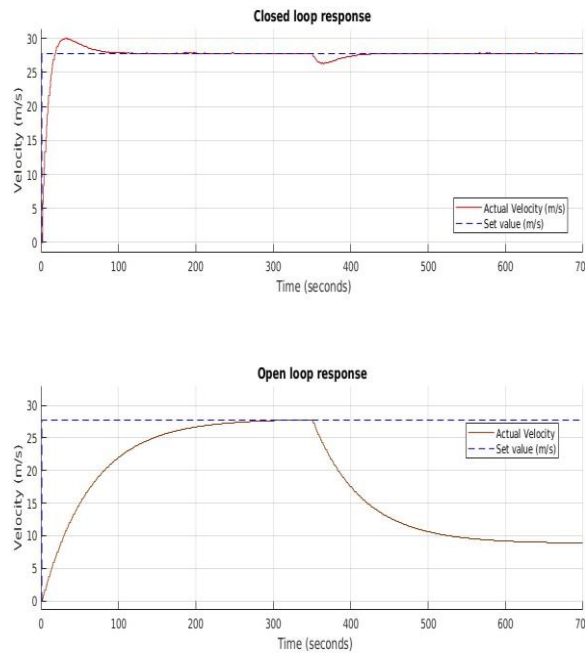 Closed loop response
30
25
20
15
10
5
0
Velocity (m/s)
Actual Velocity (m/s)
Set value (m/s)
0 100 200 300 400 500 600 70
Time (seconds)
Open loop response
30
25
20
15
10
5
0
Velocity (m/s)
Actual Velocity
Set value (m/s)
0 100 200 300 400 500 600 70
Time (seconds)